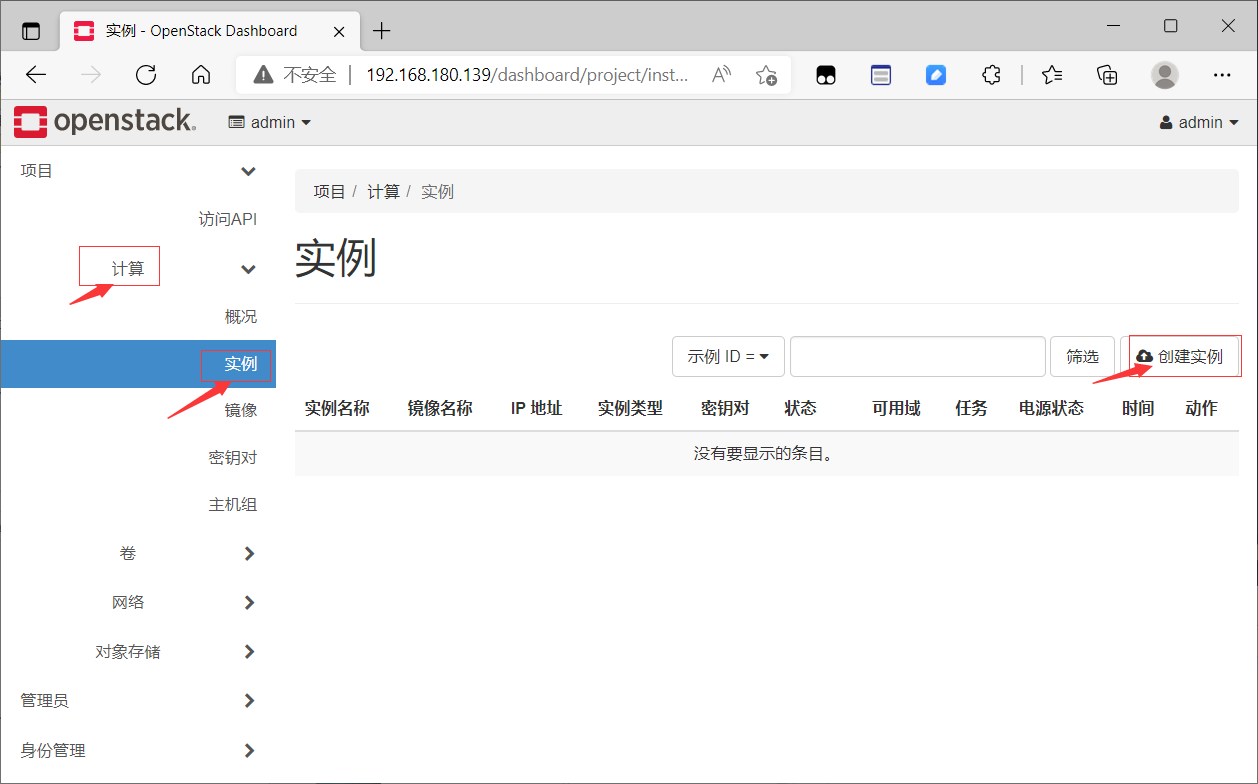 实例 - OpenStack Dashboard
不安全 | 192.168.180.139/dashboard/project/inst...
openstack. admin admin
项目
访问API
计算
概况
实例
镜像
密钥对
主机组
卷
网络
对象存储
管理员
身份管理
项目 / 计算 / 实例
实例
示例 ID = 筛选 创建实例
实例名称 镜像名称 IP 地址 实例类型 密钥对 状态 可用域 任务 电源状态 时间 动作
没有要显示的条目。